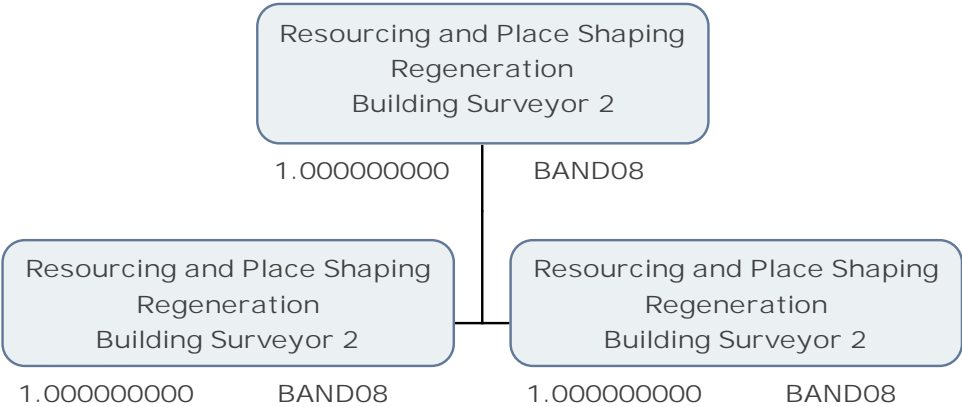 Resourcing and Place Shaping
Regeneration
Building Surveyor 2
1.000000000 BAND08
Resourcing and Place Shaping
Regeneration
Building Surveyor 2
1.000000000 BAND08
Resourcing and Place Shaping
Regeneration
Building Surveyor 2
1.000000000 BAND08